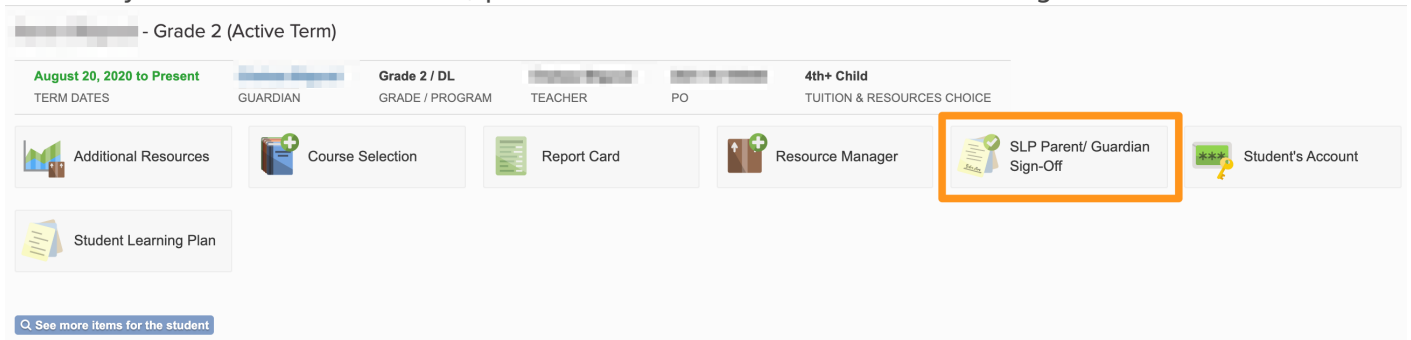 - Grade 2 (Active Term)
August 20, 2020 to Present
TERM DATES
GUARDIAN
Grade 2 / DL
GRADE / PROGRAM
TEACHER
PO
4th+ Child
TUITION & RESOURCES CHOICE
Additional Resources
Course Selection
Report Card
Resource Manager
SLP Parent/ Guardian
Sign-Off
***
Student's Account
Student Learning Plan
See more items for the student